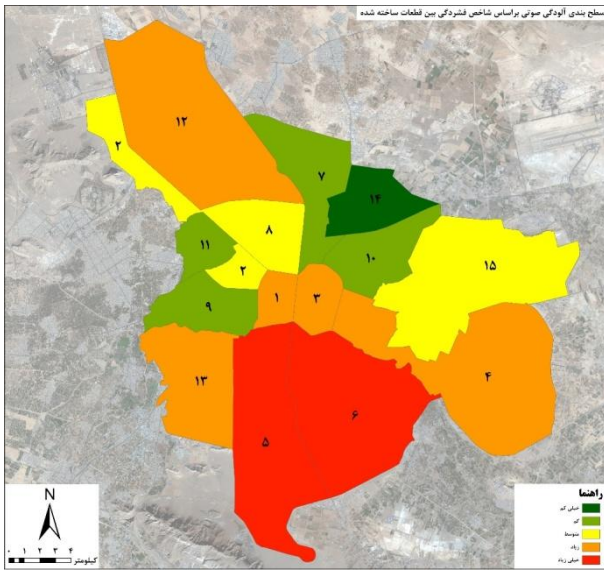 سطح بندی آلودگی صوتی براساس شاخص فشردگی بین قطعات ساخته شده
۱۲
۲
۷
۱۴
۸
۱۱
۱۰
۲
۱۵
۱
۳
۹
۴
۱۳
۶
۵
راهنما
خیلی کم
کم
متوسط
زیاد
خیلی زیاد
N
۰ ۱ ۲ ۳ ۴
کیلومتر